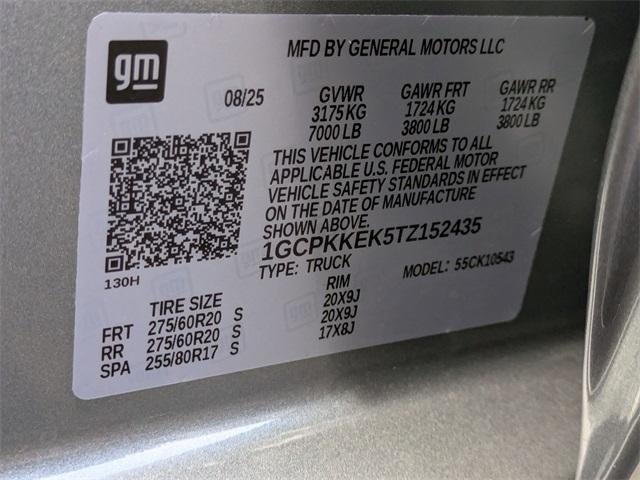 gm
MFD BY GENERAL MOTORS LLC
08/25
GVWR GAWR FRT GAWR RR
3175 KG 1724 KG 1724 KG
7000 LB 3800 LB 3800 LB
THIS VEHICLE CONFORMS TO ALL
APPLICABLE U.S. FEDERAL MOTOR
VEHICLE SAFETY STANDARDS IN EFFECT
ON THE DATE OF MANUFACTURE
SHOWN ABOVE.
1GCPKKEK5TZ152435
TYPE: TRUCK MODEL: 55CK10543
130H
TIRE SIZE RIM
FRT 275/60R20 S 20X9J
RR 275/60R20 S 20X9J
SPA 255/80R17 S 17X8J